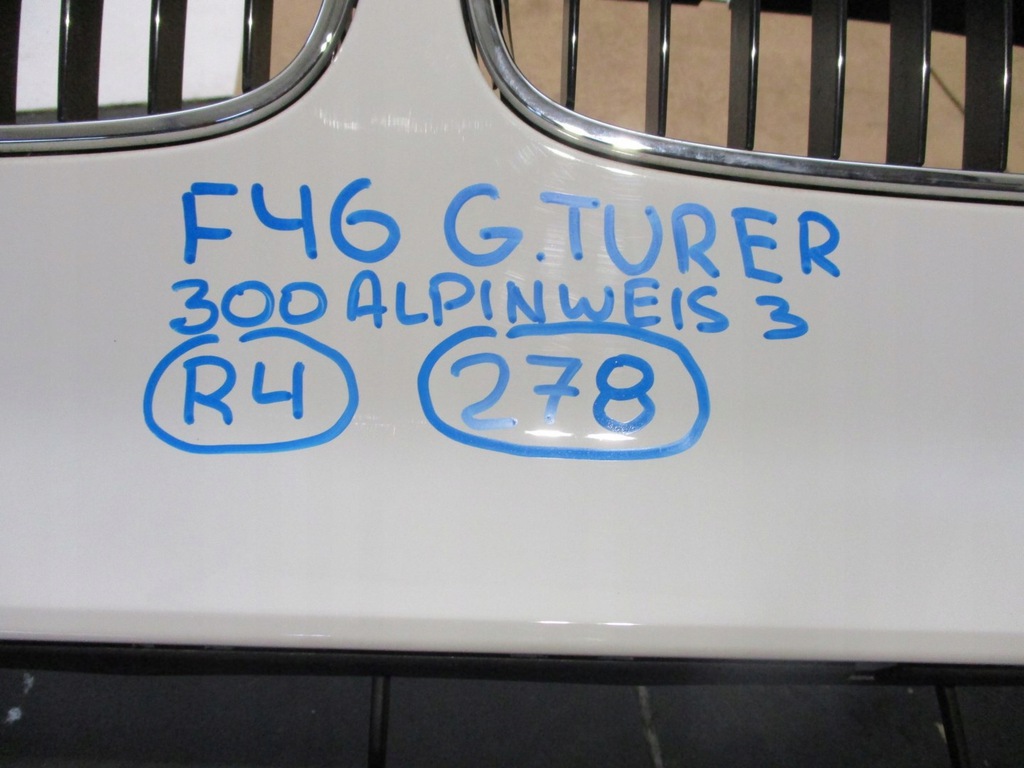 F46 G.TURER
300 ALPINWEIS 3
R4 278